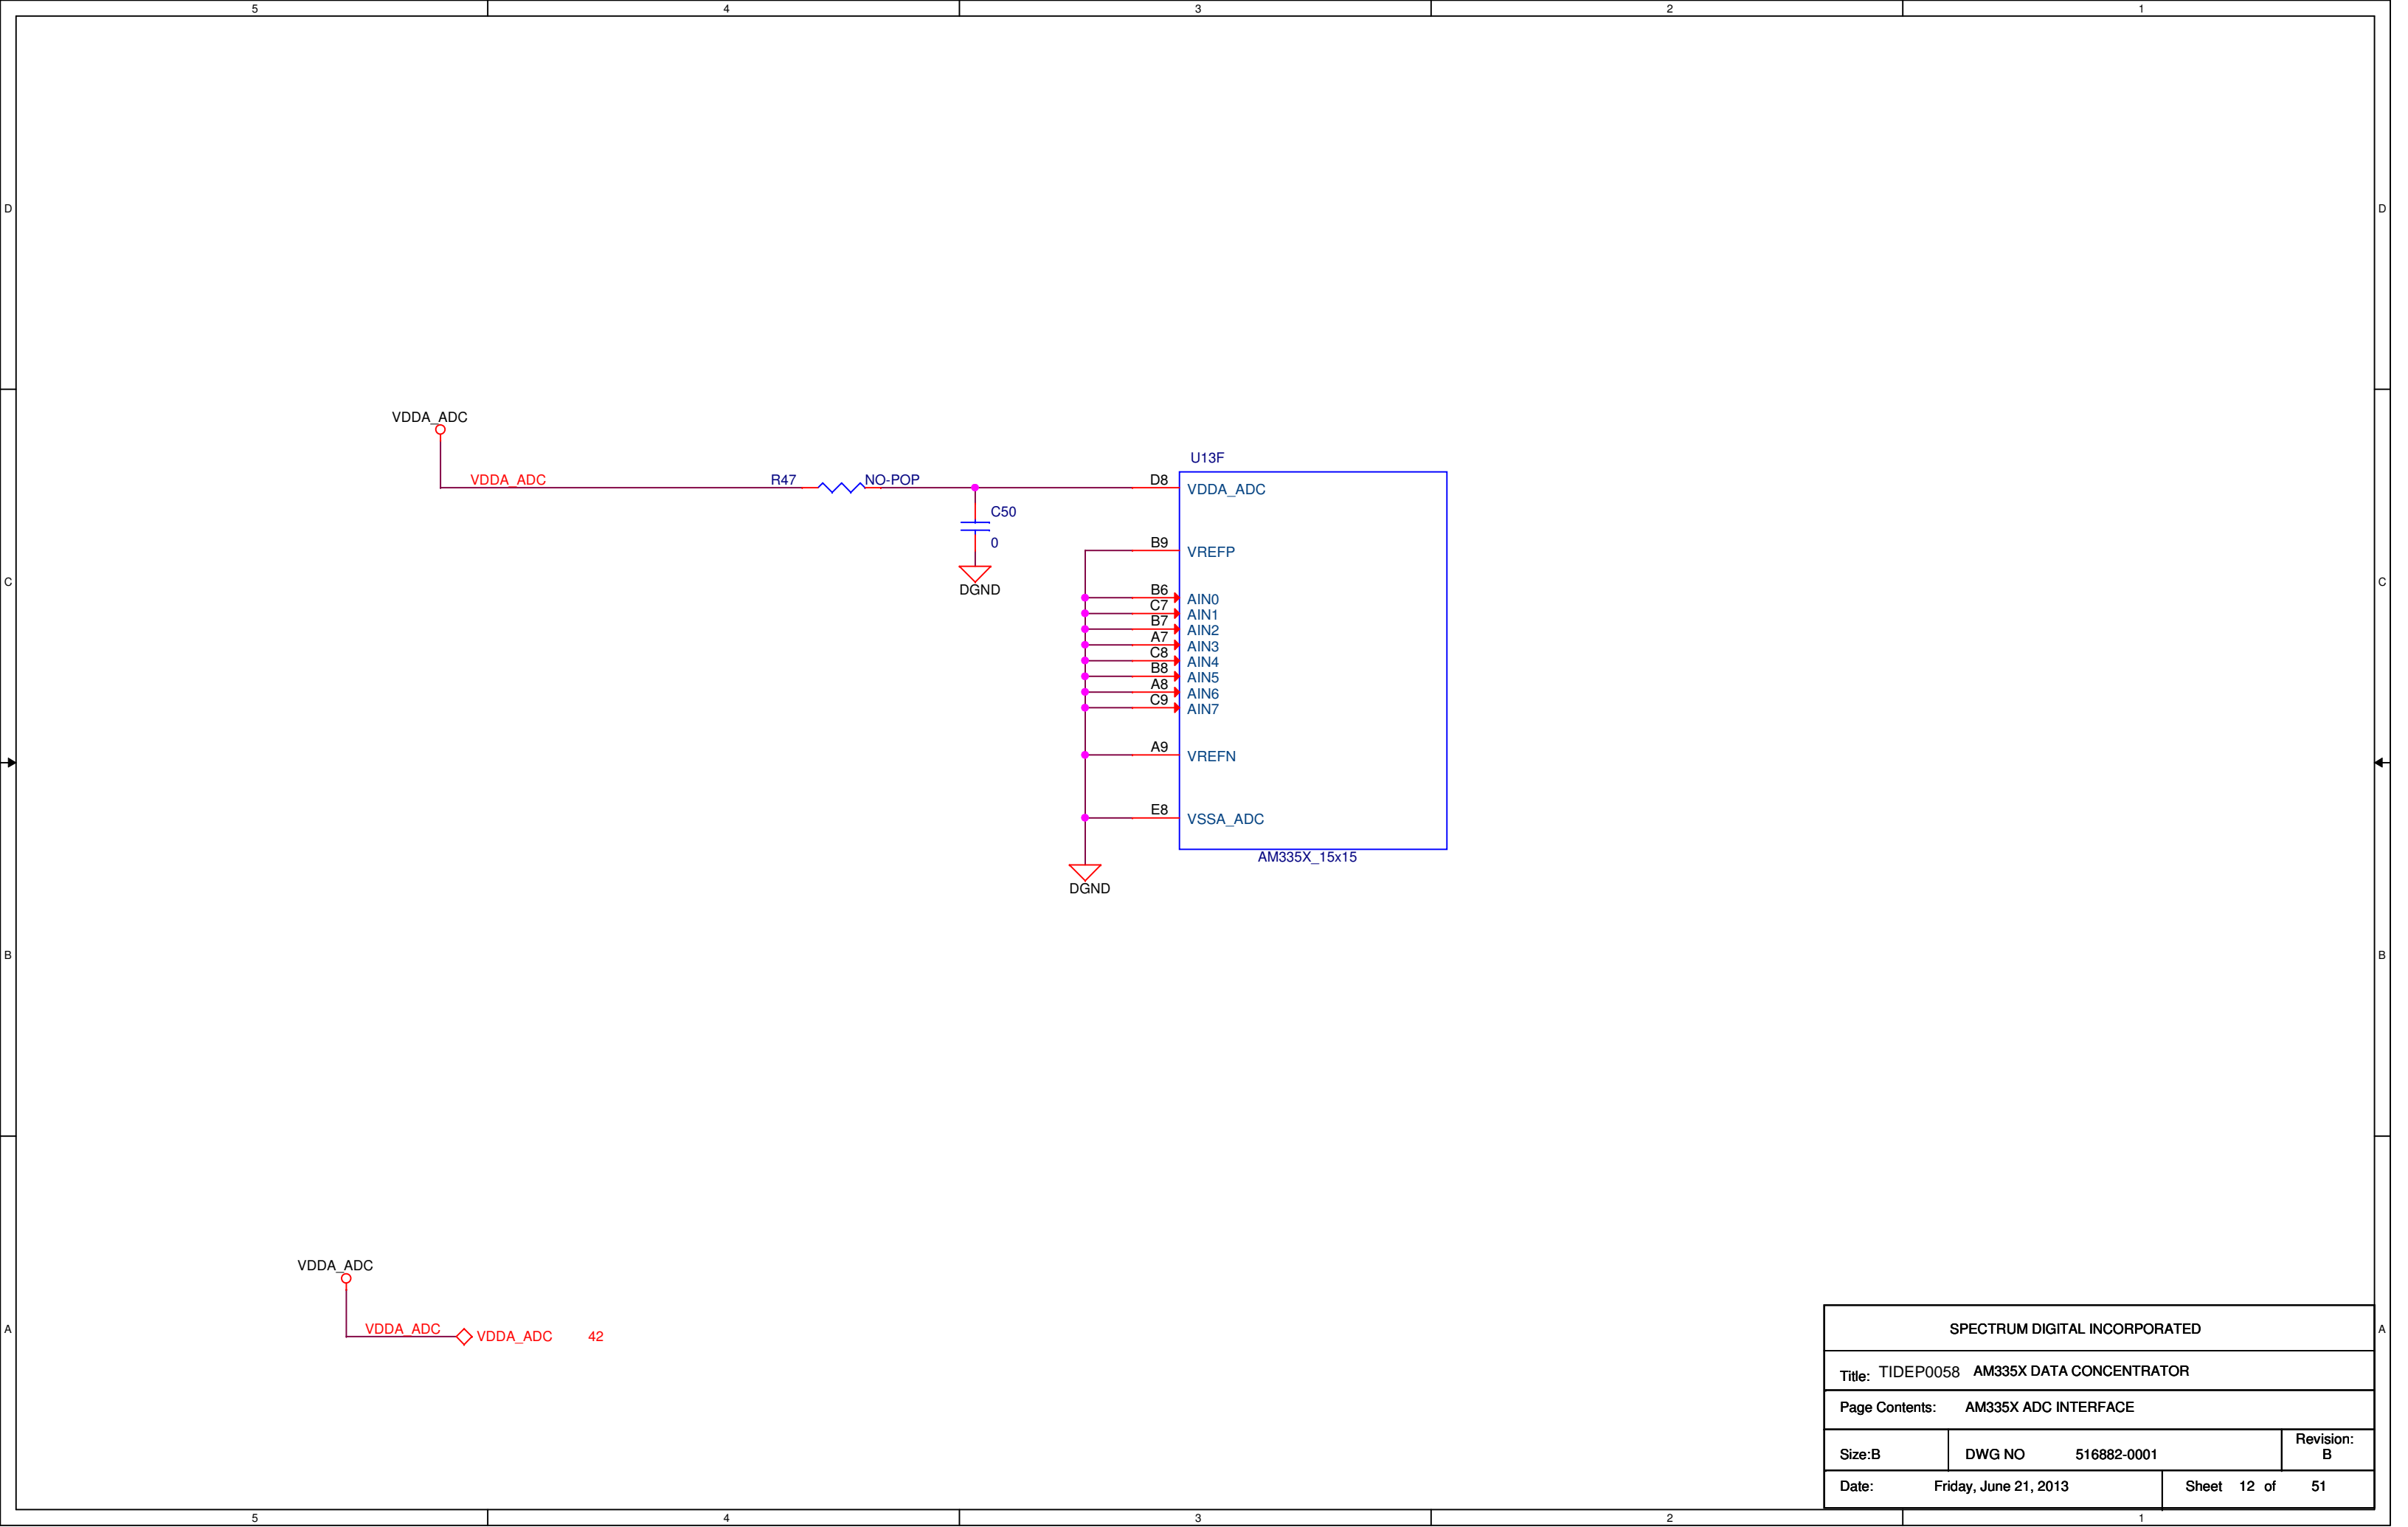 5 4 3 2 1
D D
VDDA_ADC
U13F
VDDA_ADC R47 NO-POP D8 VDDA_ADC
C50
0
B9 VREFP
DGND
C C
B6 AIN0
C7 AIN1
B7 AIN2
A7 AIN3
C8 AIN4
B8 AIN5
A8 AIN6
C9 AIN7
A9 VREFN
E8 VSSA_ADC
AM335X_15x15
DGND
B B
VDDA_ADC
VDDA_ADC VDDA_ADC 42
A A
SPECTRUM DIGITAL INCORPORATED
Title: TIDEP0058 AM335X DATA CONCENTRATOR
Page Contents: AM335X ADC INTERFACE
Size:B DWG NO 516882-0001 Revision:
B
Date: Friday, June 21, 2013 Sheet 12 of 51
5 4 3 2 1